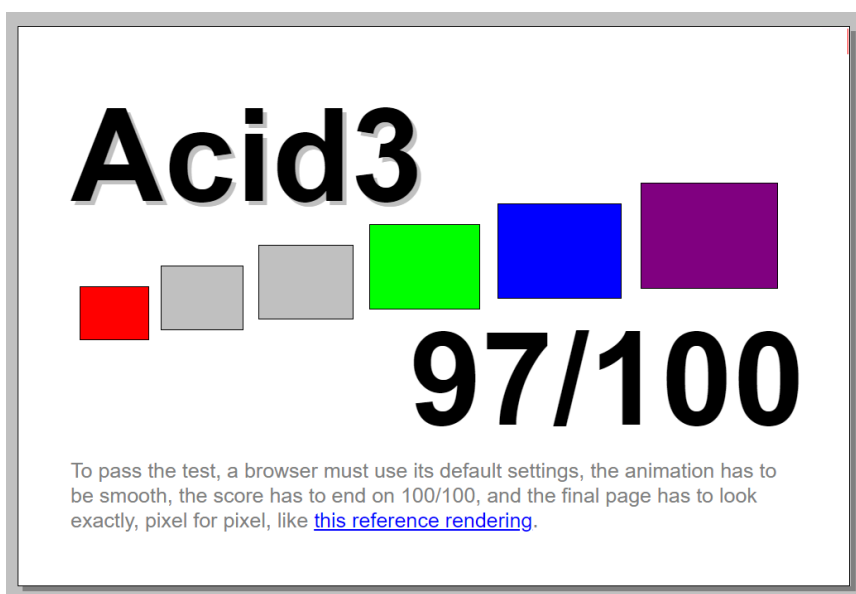 Acid3
97/100
To pass the test, a browser must use its default settings, the animation has to
be smooth, the score has to end on 100/100, and the final page has to look
exactly, pixel for pixel, like this reference rendering.